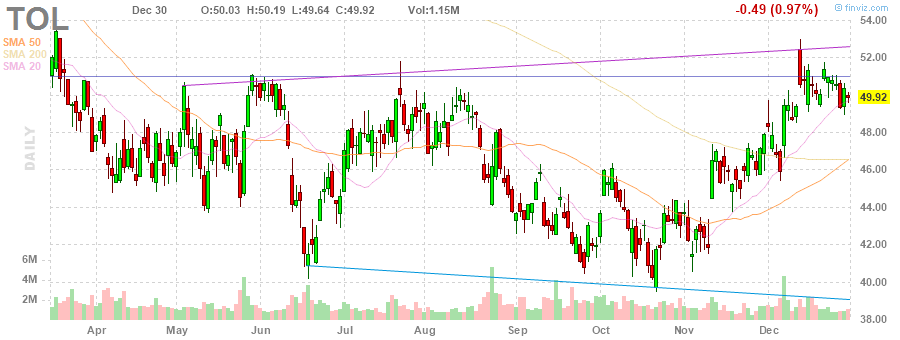 TOL
Dec 30 O:50.03 H:50.19 L:49.64 C:49.92 Vol:1.15M -0.49 (0.97%)
© finviz.com
SMA 50
SMA 200
SMA 20
DAILY
54.00
52.00
49.92
48.00
46.00
44.00
42.00
40.00
38.00
6M
4M
2M
Apr May Jun Jul Aug Sep Oct Nov Dec